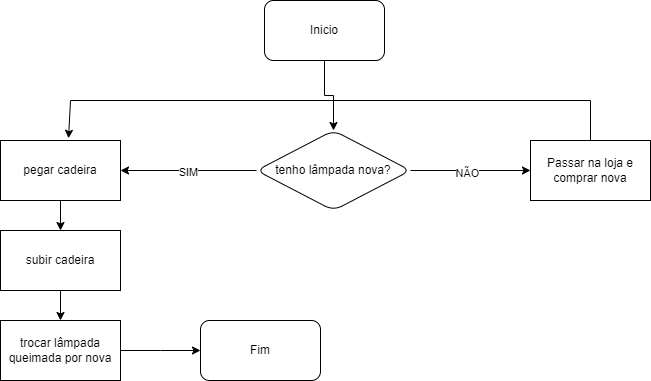 Inicio
pegar cadeira
SIM
tenho lâmpada nova?
NÃO
Passar na loja e
comprar nova
subir cadeira
trocar lâmpada
queimada por nova
Fim